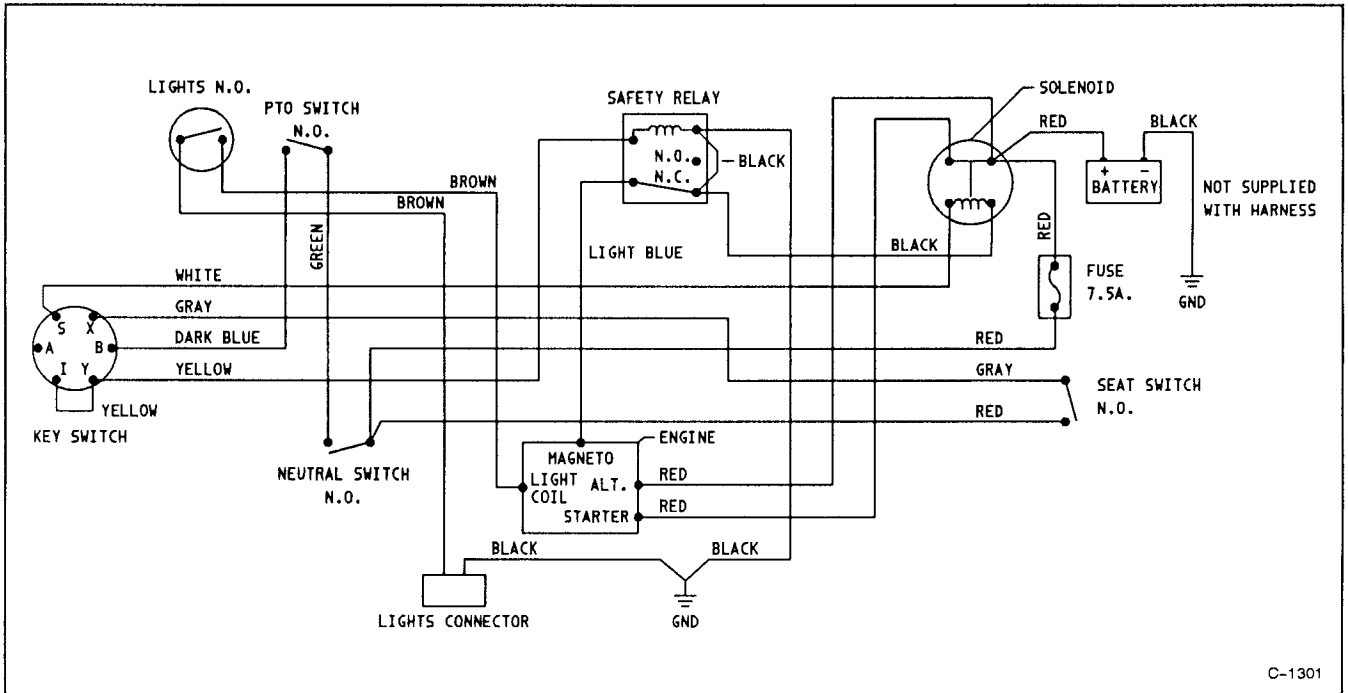 LIGHTS N.O.
PTO SWITCH
N.O.
SAFETY RELAY
N.O.
N.C.
BLACK
SOLENOID
RED
BLACK
+ -
BATTERY
NOT SUPPLIED
WITH HARNESS
GND
BROWN
BROWN
GREEN
LIGHT BLUE
BLACK
RED
FUSE
7.5A.
WHITE
GRAY
DARK BLUE
YELLOW
S X
A B
I Y
YELLOW
KEY SWITCH
RED
GRAY
RED
SEAT SWITCH
N.O.
NEUTRAL SWITCH
N.O.
ENGINE
MAGNETO
LIGHT
COIL
ALT.
STARTER
RED
RED
BLACK
BLACK
LIGHTS CONNECTOR
GND
C-1301